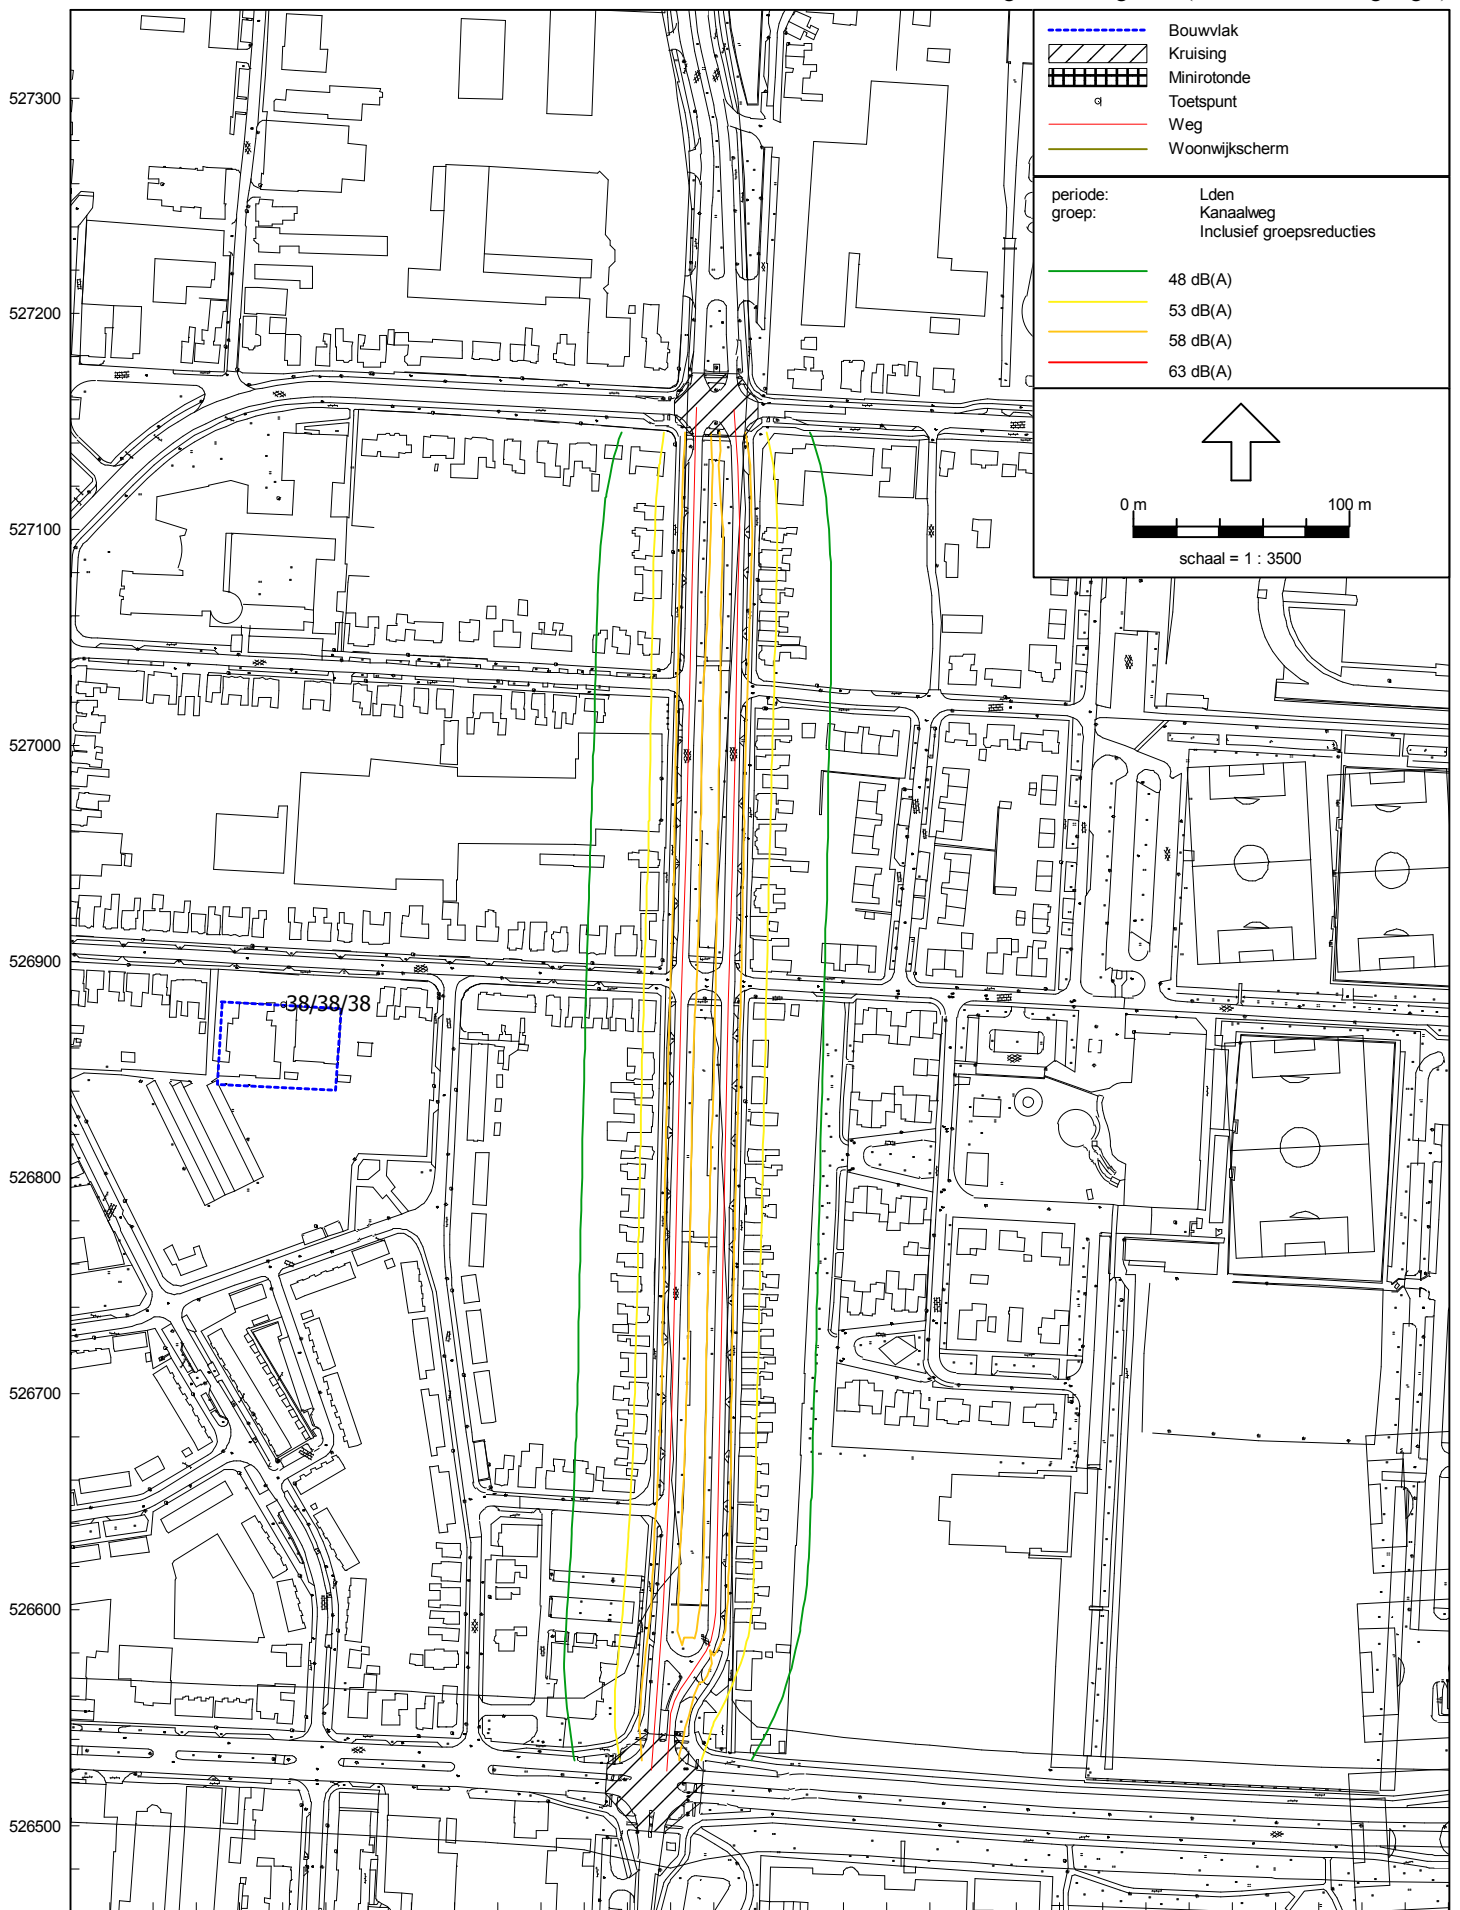 Bouwvlak
Kruising
Minirotonde
Toetspunt
Weg
Woonwijkscherm
periode: Lden
groep: Kanaalweg
Inclusief groepsreducties
48 dB(A)
53 dB(A)
58 dB(A)
63 dB(A)
0 m 100 m
schaal = 1 : 3500
527300
527200
527100
527000
526900
38/38/38
526800
526700
526600
526500